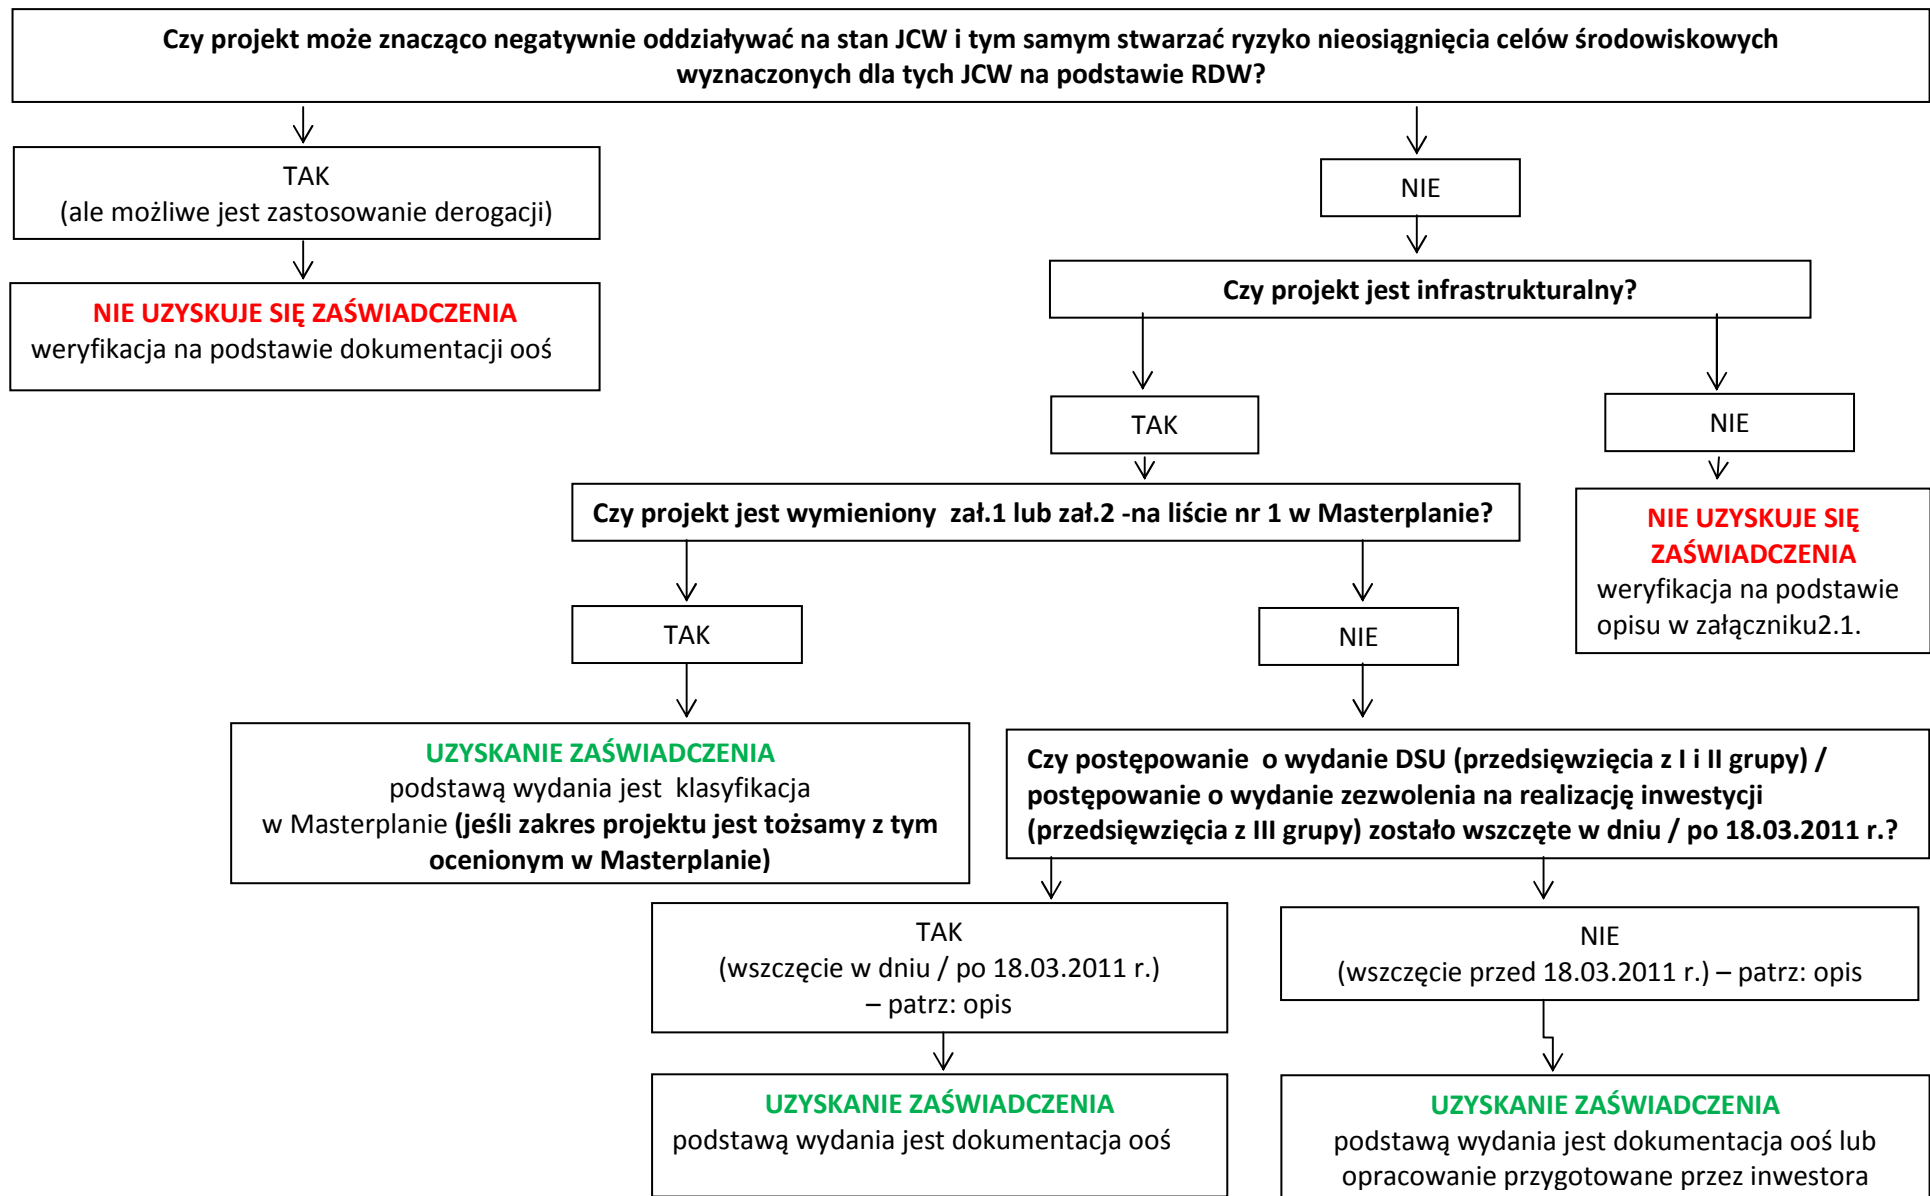 Czy projekt może znacząco negatywnie oddziaływać na stan JCW i tym samym stwarzać ryzyko nieosiągnięcia celów środowiskowych
wyznaczonych dla tych JCW na podstawie RDW?
TAK
(ale możliwe jest zastosowanie derogacji)
NIE UZYSKUJE SIĘ ZAŚWIADCZENIA
weryfikacja na podstawie dokumentacji ooś
NIE
Czy projekt jest infrastrukturalny?
TAK
NIE
NIE UZYSKUJE SIĘ
ZAŚWIADCZENIA
weryfikacja na podstawie
opisu w załączniku2.1.
Czy projekt jest wymieniony  zał.1 lub zał.2 -na liście nr 1 w Masterplanie?
TAK
NIE
UZYSKANIE ZAŚWIADCZENIA
podstawą wydania jest  klasyfikacja
w Masterplanie (jeśli zakres projektu jest tożsamy z tym
ocenionym w Masterplanie)
Czy postępowanie  o wydanie DSU (przedsięwzięcia z I i II grupy) /
postępowanie o wydanie zezwolenia na realizację inwestycji
(przedsięwzięcia z III grupy) zostało wszczęte w dniu / po 18.03.2011 r.?
TAK
(wszczęcie w dniu / po 18.03.2011 r.)
– patrz: opis
NIE
(wszczęcie przed 18.03.2011 r.) – patrz: opis
UZYSKANIE ZAŚWIADCZENIA
podstawą wydania jest dokumentacja ooś
UZYSKANIE ZAŚWIADCZENIA
podstawą wydania jest dokumentacja ooś lub
opracowanie przygotowane przez inwestora